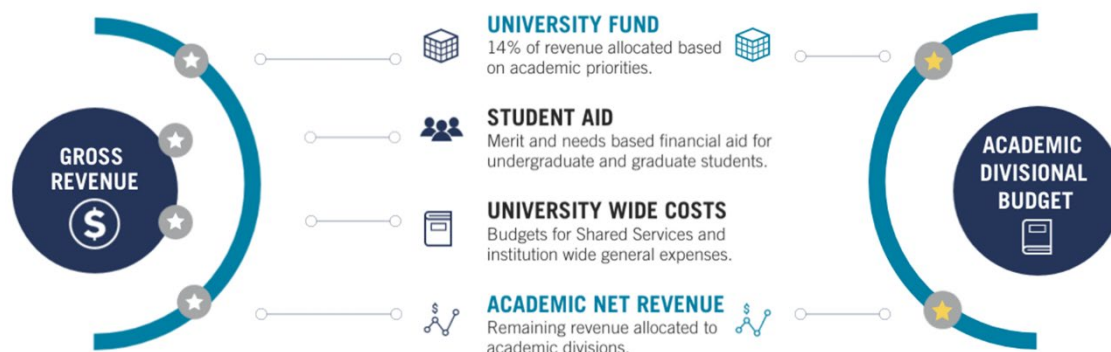 GROSS
REVENUE
$
UNIVERSITY FUND
14% of revenue allocated based
on academic priorities.
STUDENT AID
Merit and needs based financial aid for
undergraduate and graduate students.
UNIVERSITY WIDE COSTS
Budgets for Shared Services and
institution wide general expenses.
$
ACADEMIC NET REVENUE
$
Remaining revenue allocated to
academic divisions.
ACADEMIC
DIVISIONAL
BUDGET